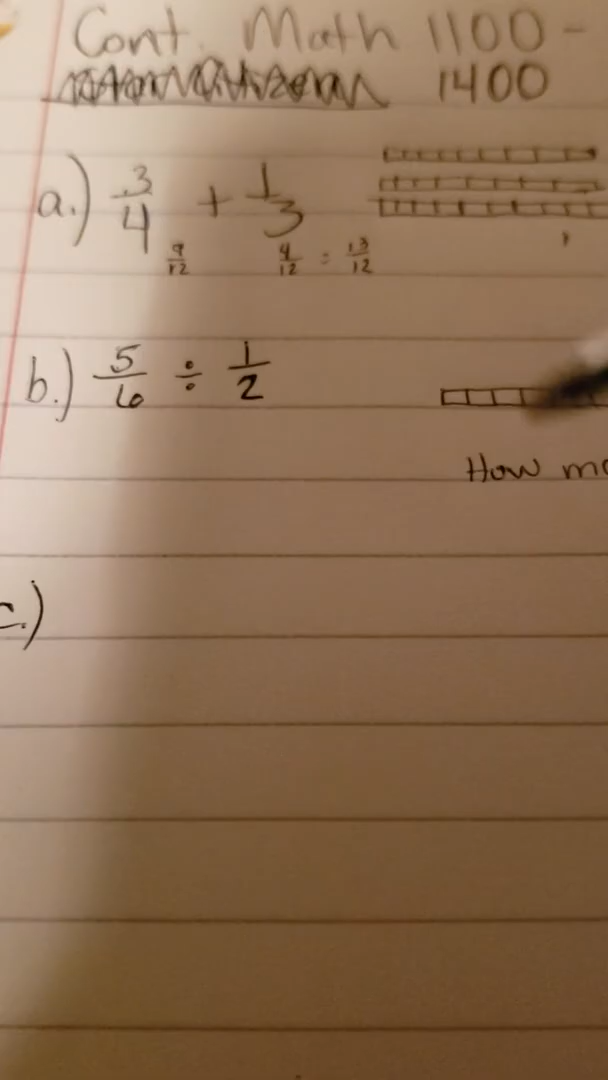 Cont. Math 1100 -
1400
a.) 3/4 + 1/3
9/12 4/12 = 13/12
b.) 5/6 ÷ 1/2
How
c.)